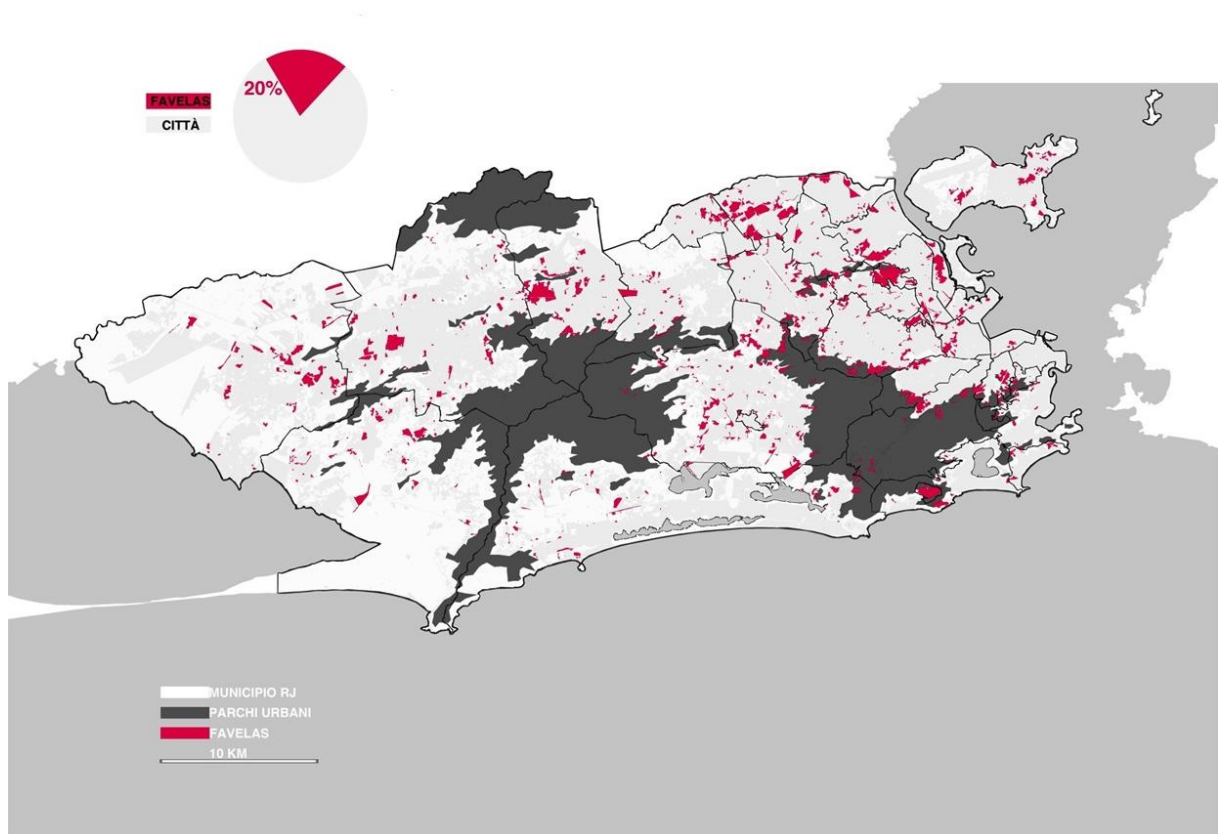 20%
FAVELAS
CITTÀ
MUNICIPIO RJ
PARCHI URBANI
FAVELAS
10 KM